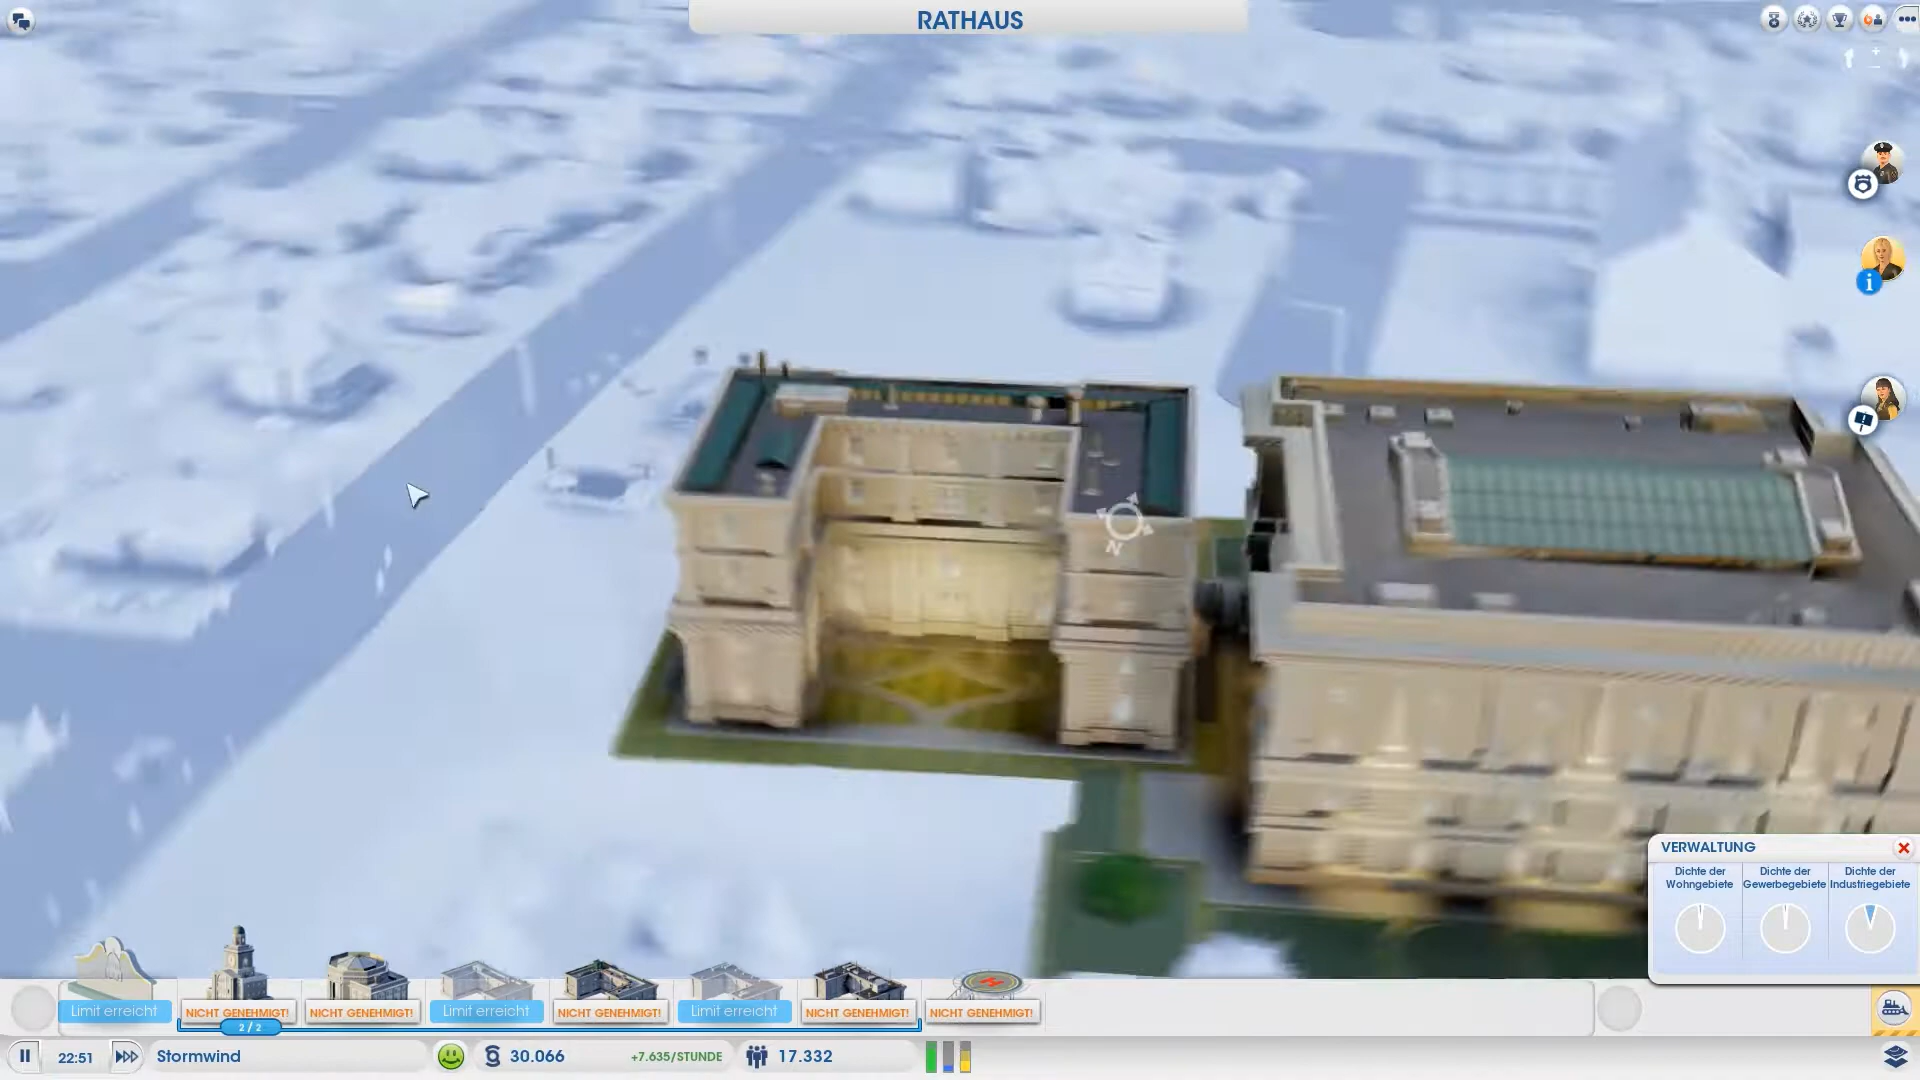 RATHAUS
i
N
VERWALTUNG
Dichte der Wohngebiete
Dichte der Gewerbegebiete
Dichte der Industriegebiete
Limit erreicht
NICHT GENEHMIGT!
NICHT GENEHMIGT!
Limit erreicht
NICHT GENEHMIGT!
Limit erreicht
NICHT GENEHMIGT!
NICHT GENEHMIGT!
2 / 2
22:51
Stormwind
30.066
+7.635/STUNDE
17.332